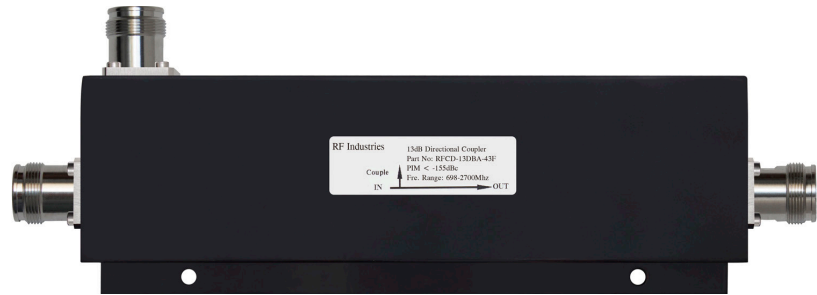 RF Industries
13dB Directional Coupler
Part No: RFCD-13DBA-43F
PIM < -155dBc
Fre. Range: 698-2700Mhz
Couple
IN OUT